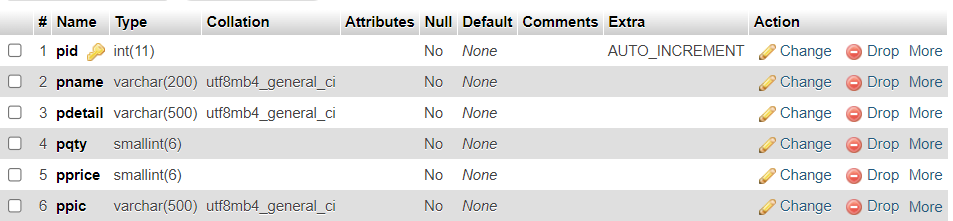 # Name Type Collation Attributes Null Default Comments Extra Action
1 pid int(11) No None AUTO_INCREMENT Change Drop More
2 pname varchar(200) utf8mb4_general_ci No None Change Drop More
3 pdetail varchar(500) utf8mb4_general_ci No None Change Drop More
4 pqty smallint(6) No None Change Drop More
5 pprice smallint(6) No None Change Drop More
6 ppic varchar(500) utf8mb4_general_ci No None Change Drop More